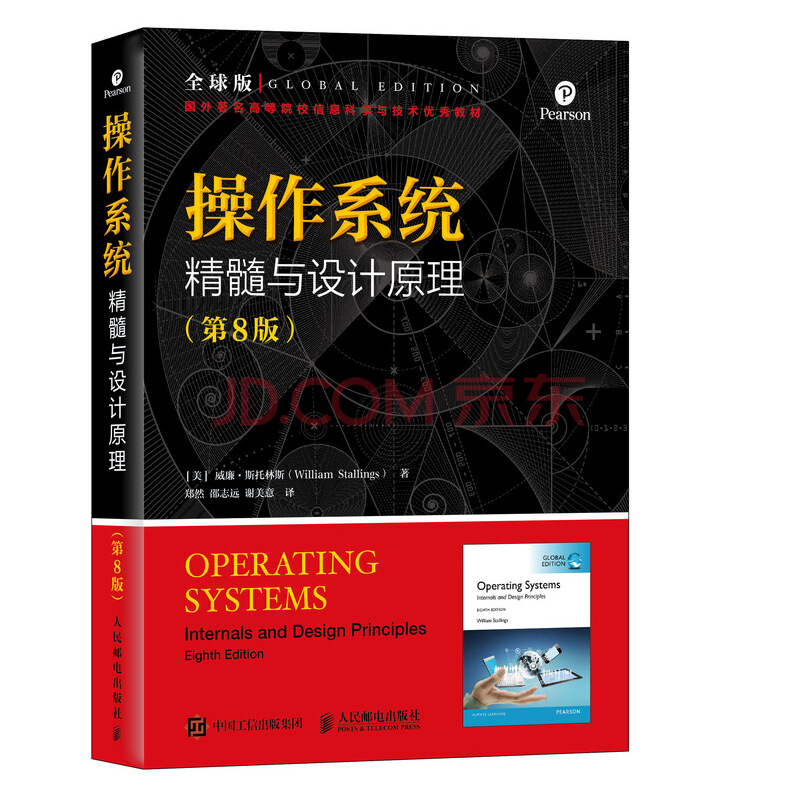 Pearson
操作系统
精髓与设计原理
(第8版)
人民邮电出版社
全球版 GLOBAL EDITION
国外著名高等院校信息科学与技术优秀教材
Pearson
操作系统
精髓与设计原理
(第8版)
JD.COM 京东
[美] 威廉·斯托林斯 (William Stallings) 著
郑然 邵志远 谢美意 译
OPERATING
SYSTEMS
Internals and Design Principles
Eighth Edition
中国工信出版集团
人民邮电出版社
POSTS & TELECOM PRESS
GLOBAL
EDITION
Operating Systems
Internals and Design Principles
EIGHTH EDITION
William Stallings
ALWAYS LEARNING
PEARSON